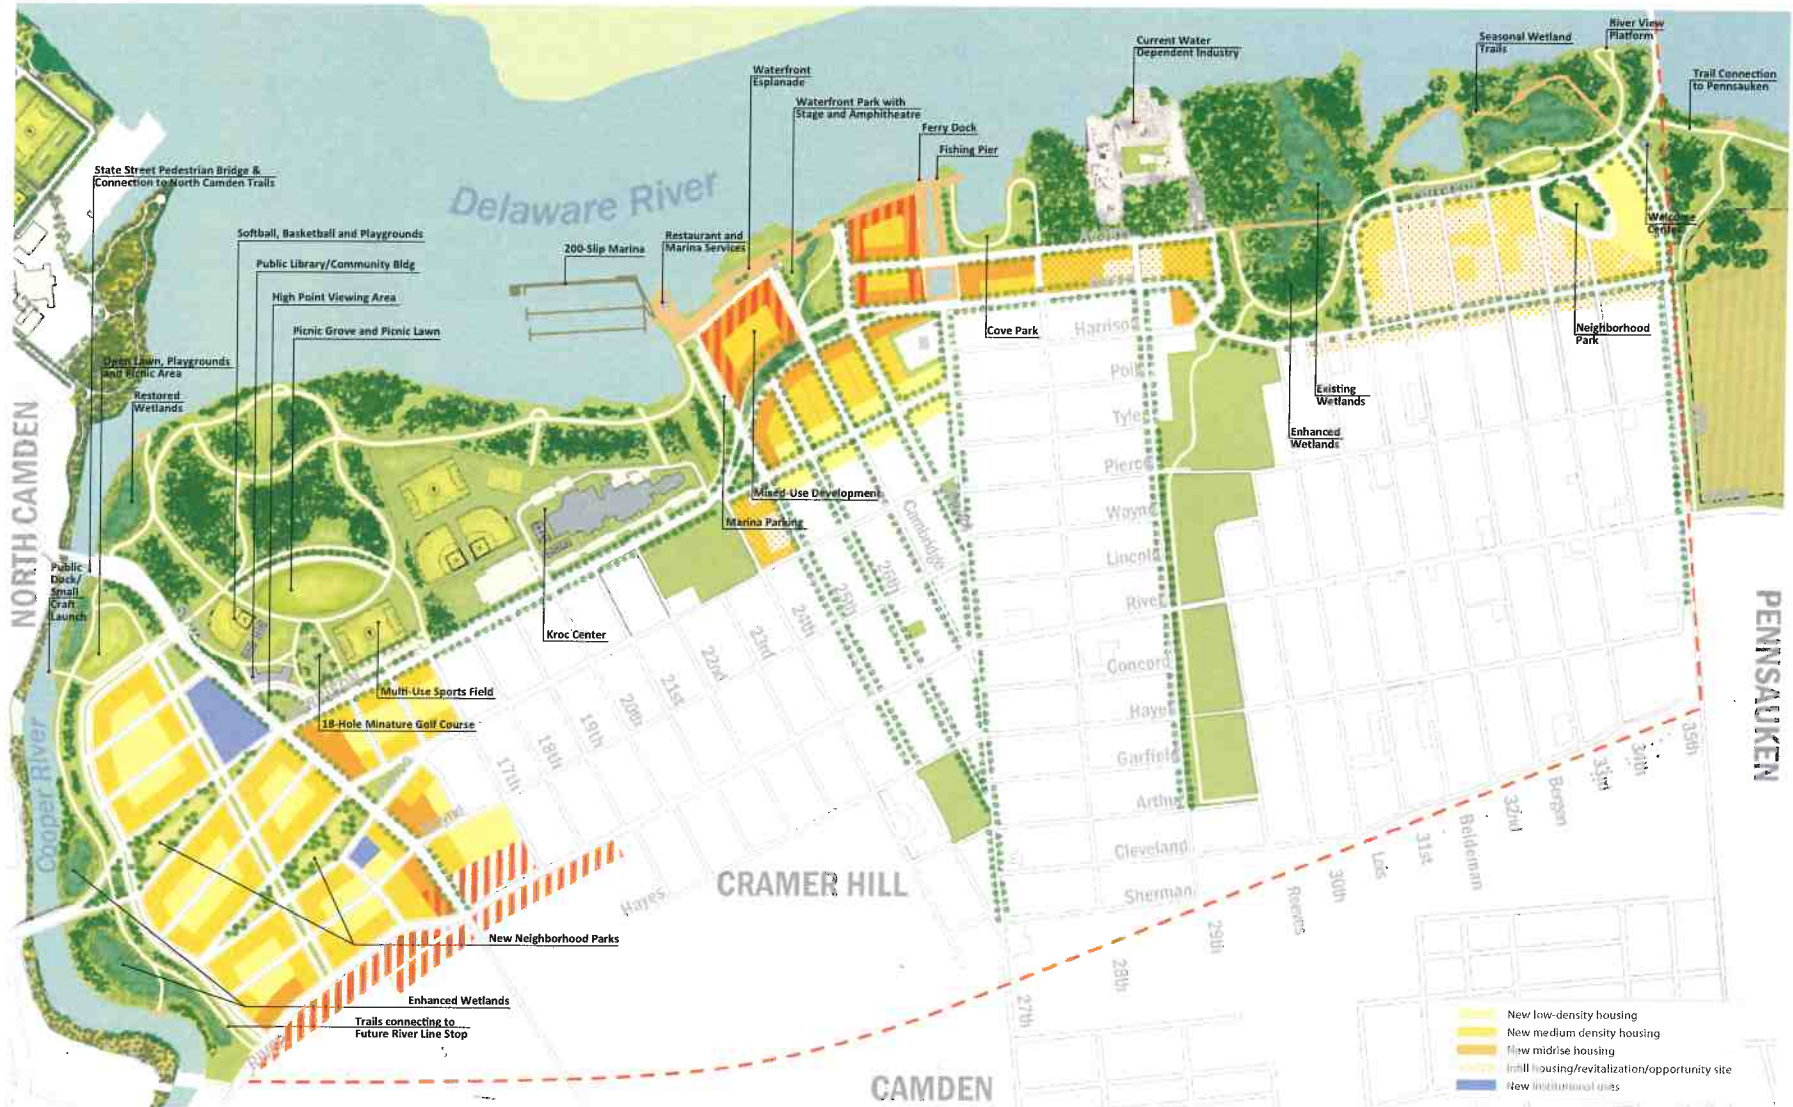 River View
Platform
Current Water
Dependent Industry
Seasonal Wetland
Trails
Waterfront
Esplanade
Trail Connection
to Pennsauken
Waterfront Park with
Stage and Amphitheatre
Ferry Dock
Fishing Pier
State Street Pedestrian Bridge &
Connection to North Camden Trails
Delaware River
Softball, Basketball and Playgrounds
Restaurant and
Marina Services
200-Slip Marina
Welcome
Center
Public Library/Community Bldg
High Point Viewing Area
Picnic Grove and Picnic Lawn
Cove Park
Harrison
Neighborhood
Park
Open Lawn, Playgrounds
and Picnic Area
Restored
Wetlands
Polk
Existing
Wetlands
Tyler
Enhanced
Wetlands
NORTH CAMDEN
Pierce
Mixed-Use Development
Marina Parking
Cambridge
Wayne
Lincoln
Public
Dock/
Small
Craft
Launch
26th
25th
24th
River
Kroc Center
23rd
22nd
21st
20th
19th
18th
17th
Concord
PENNSAUKEN
Multi-Use Sports Field
18-Hole Minature Golf Course
Hayes
Garfield
35th
34th
33rd
Bergen
32nd
Beideman
31st
Lois
30th
Reeves
29th
28th
27th
Arthur
Cooper River
Cleveland
Sherman
CRAMER HILL
Hayes
New Neighborhood Parks
Enhanced Wetlands
Trails connecting to
Future River Line Stop
River
CAMDEN
New low-density housing
New medium density housing
New midrise housing
Infill housing/revitalization/opportunity site
New institutional uses